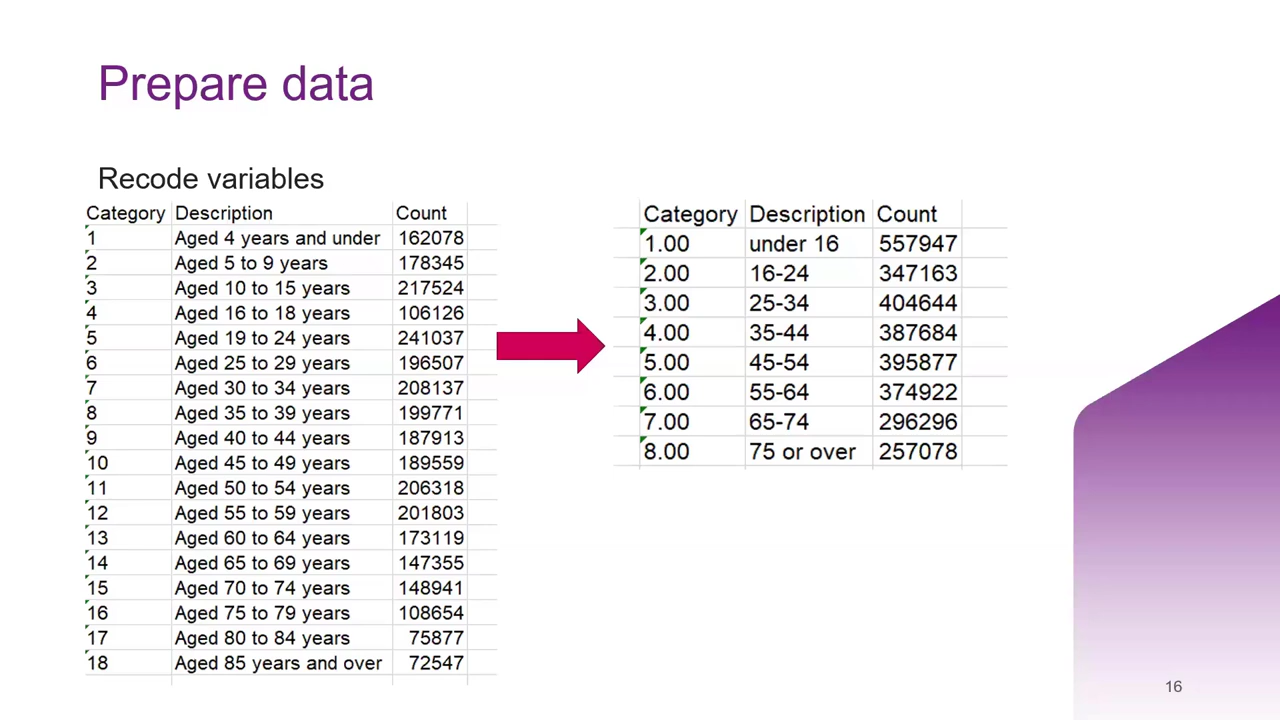 Prepare data
Recode variables
Category Description Count
1 Aged 4 years and under 162078
2 Aged 5 to 9 years 178345
3 Aged 10 to 15 years 217524
4 Aged 16 to 18 years 106126
5 Aged 19 to 24 years 241037
6 Aged 25 to 29 years 196507
7 Aged 30 to 34 years 208137
8 Aged 35 to 39 years 199771
9 Aged 40 to 44 years 187913
10 Aged 45 to 49 years 189559
11 Aged 50 to 54 years 206318
12 Aged 55 to 59 years 201803
13 Aged 60 to 64 years 173119
14 Aged 65 to 69 years 147355
15 Aged 70 to 74 years 148941
16 Aged 75 to 79 years 108654
17 Aged 80 to 84 years 75877
18 Aged 85 years and over 72547
Category Description Count
1.00 under 16 557947
2.00 16-24 347163
3.00 25-34 404644
4.00 35-44 387684
5.00 45-54 395877
6.00 55-64 374922
7.00 65-74 296296
8.00 75 or over 257078
16